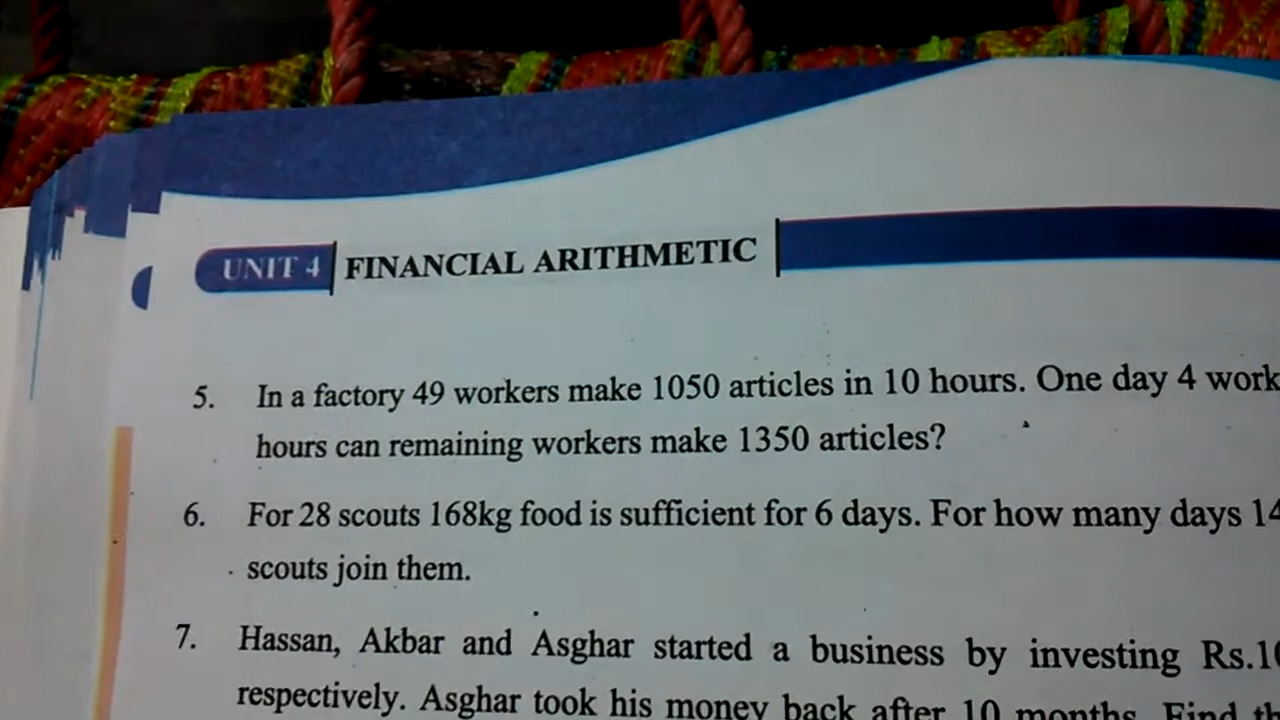 UNIT 4 FINANCIAL ARITHMETIC
5. In a factory 49 workers make 1050 articles in 10 hours. One day 4 work
hours can remaining workers make 1350 articles?
6. For 28 scouts 168kg food is sufficient for 6 days. For how many days 14
scouts join them.
7. Hassan, Akbar and Asghar started a business by investing Rs.10
respectively. Asghar took his money back after 10 months. Find th